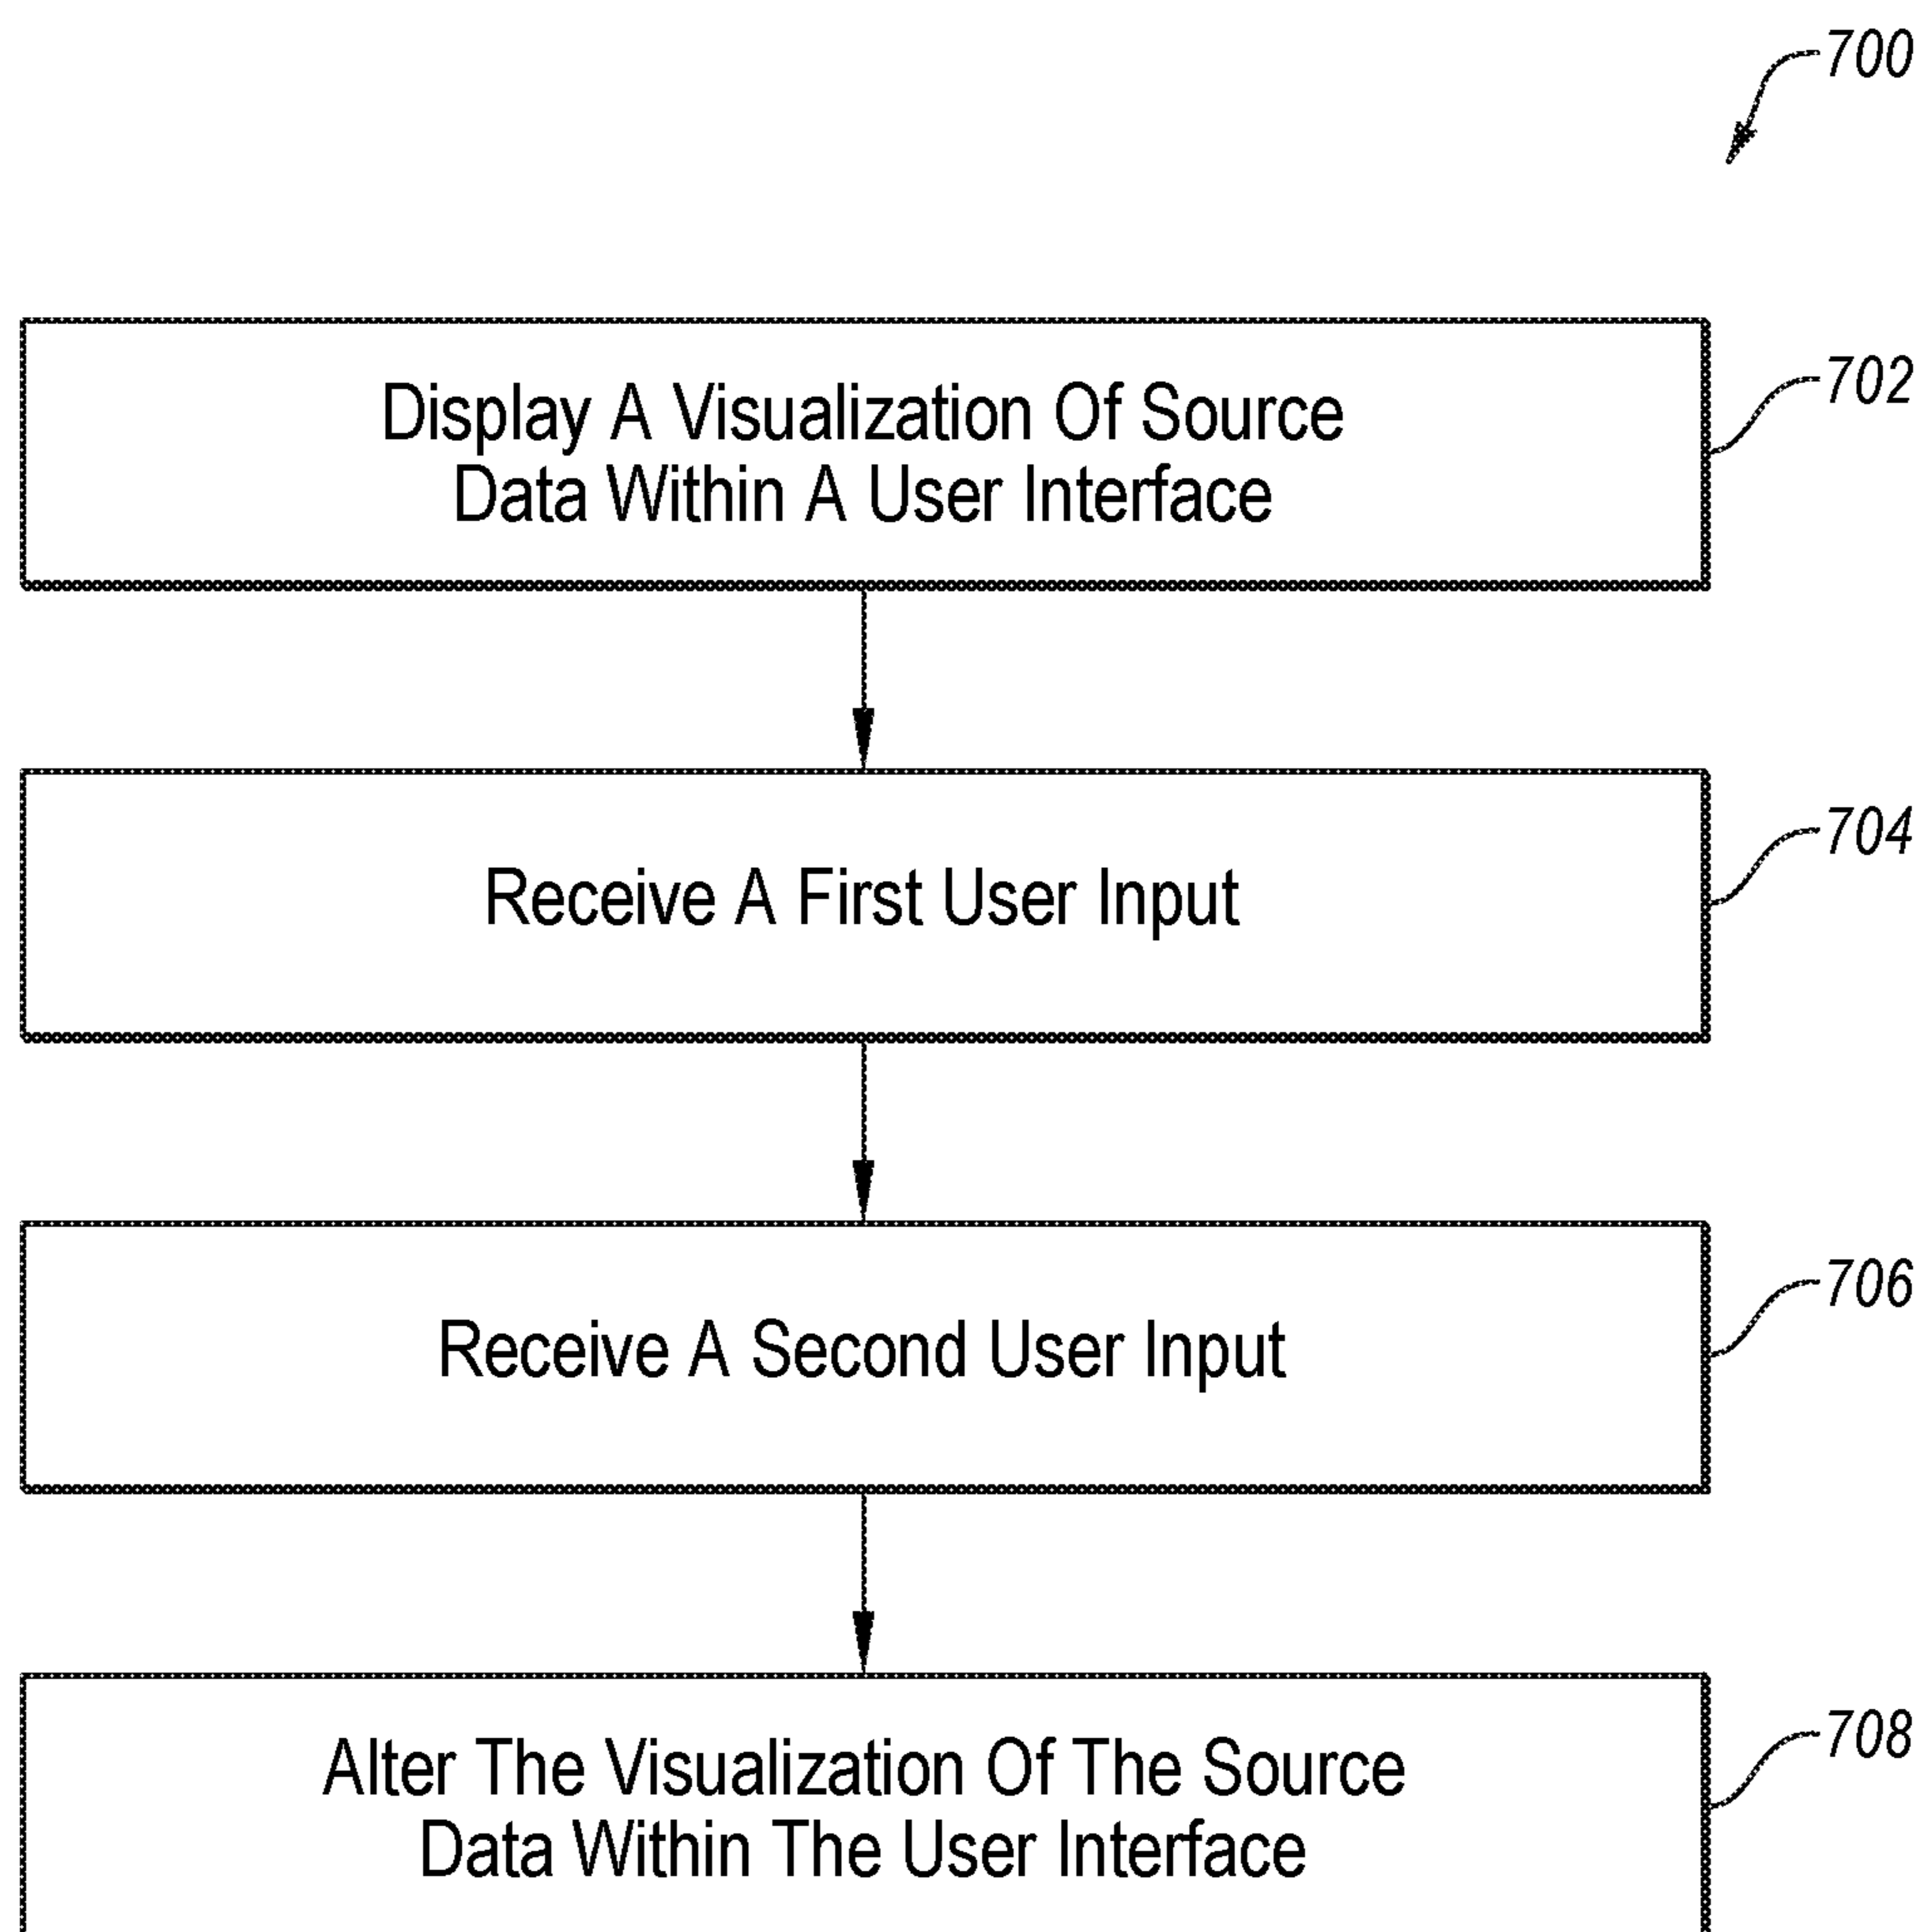 700
Display A Visualization Of Source
Data Within A User Interface
702
Receive A First User Input
704
Receive A Second User Input
706
Alter The Visualization Of The Source
Data Within The User Interface
708